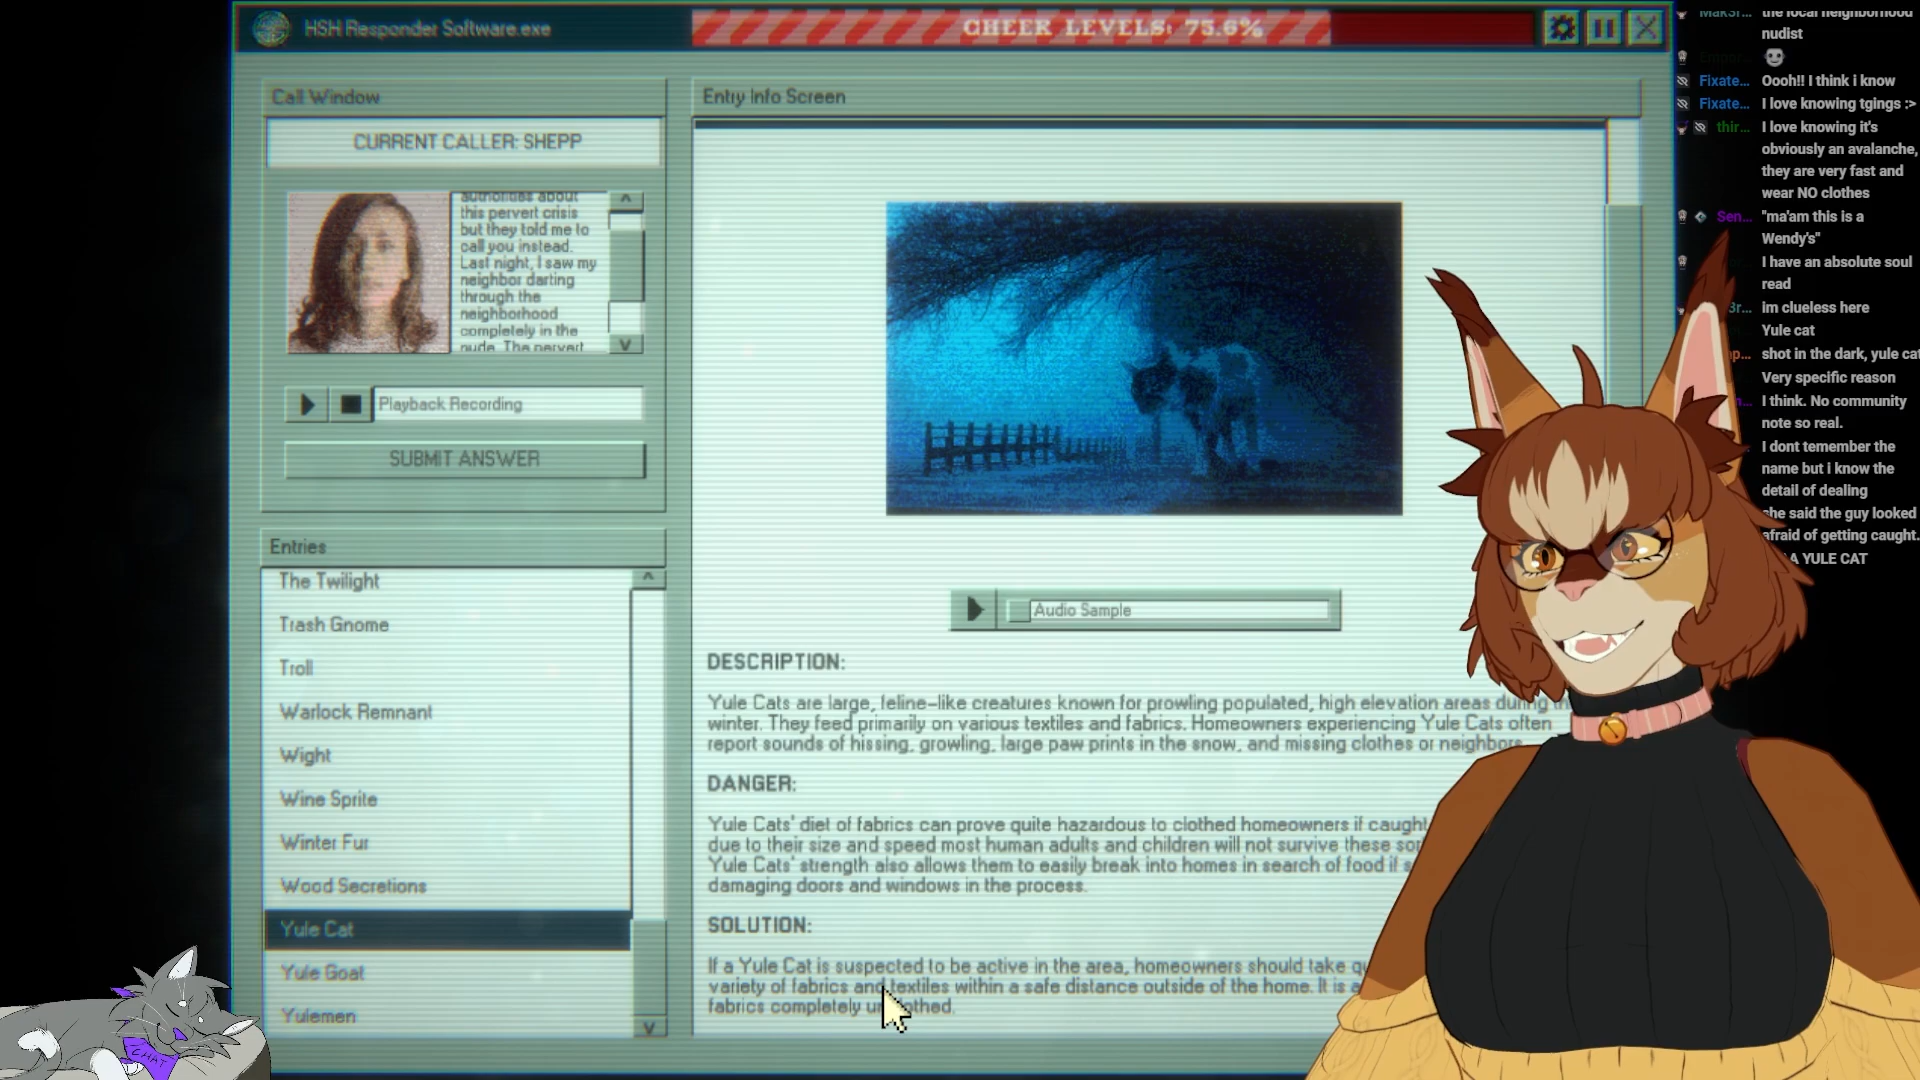 HSH Responder Software.exe
CHEER LEVELS: 75.6%
Call Window
CURRENT CALLER: SHEPP
authorities about
this pervert crisis
but they told me to
call you instead.
Last night, I saw my
neighbor darting
through the
neighborhood
completely in the
nude. The pervert
Playback Recording
SUBMIT ANSWER
Entries
The Twilight
Trash Gnome
Troll
Warlock Remnant
Wight
Wine Sprite
Winter Fur
Wood Secretions
Yule Cat
Yule Goat
Yulemen
Entry Info Screen
Audio Sample
DESCRIPTION:
Yule Cats are large, feline-like creatures known for prowling populated, high elevation areas during
winter. They feed primarily on various textiles and fabrics. Homeowners experiencing Yule Cats often
report sounds of hissing, growling, large paw prints in the snow, and missing clothes or neighbors.
DANGER:
Yule Cats' diet of fabrics can prove quite hazardous to clothed homeowners if caught
due to their size and speed most human adults and children will not survive these
Yule Cats' strength also allows them to easily break into homes in search of food if
damaging doors and windows in the process.
SOLUTION:
If a Yule Cat is suspected to be active in the area, homeowners should take
variety of fabrics and textiles within a safe distance outside of the home. It is
fabrics completely
MakSr... the local neighborhood
nudist
Fixate... Oooh!! I think i know
Fixate... I love knowing tgings :>
thir... I love knowing it's
obviously an avalanche,
they are very fast and
wear NO clothes
Sen... "ma'am this is a
Wendy's"
I have an absolute soul
read
im clueless here
Yule cat
shot in the dark, yule cat
Very specific reason
I think. No community
note so real.
I dont temember the
name but i know the
detail of dealing
she said the guy looked
afraid of getting caught.
A YULE CAT
CHAT